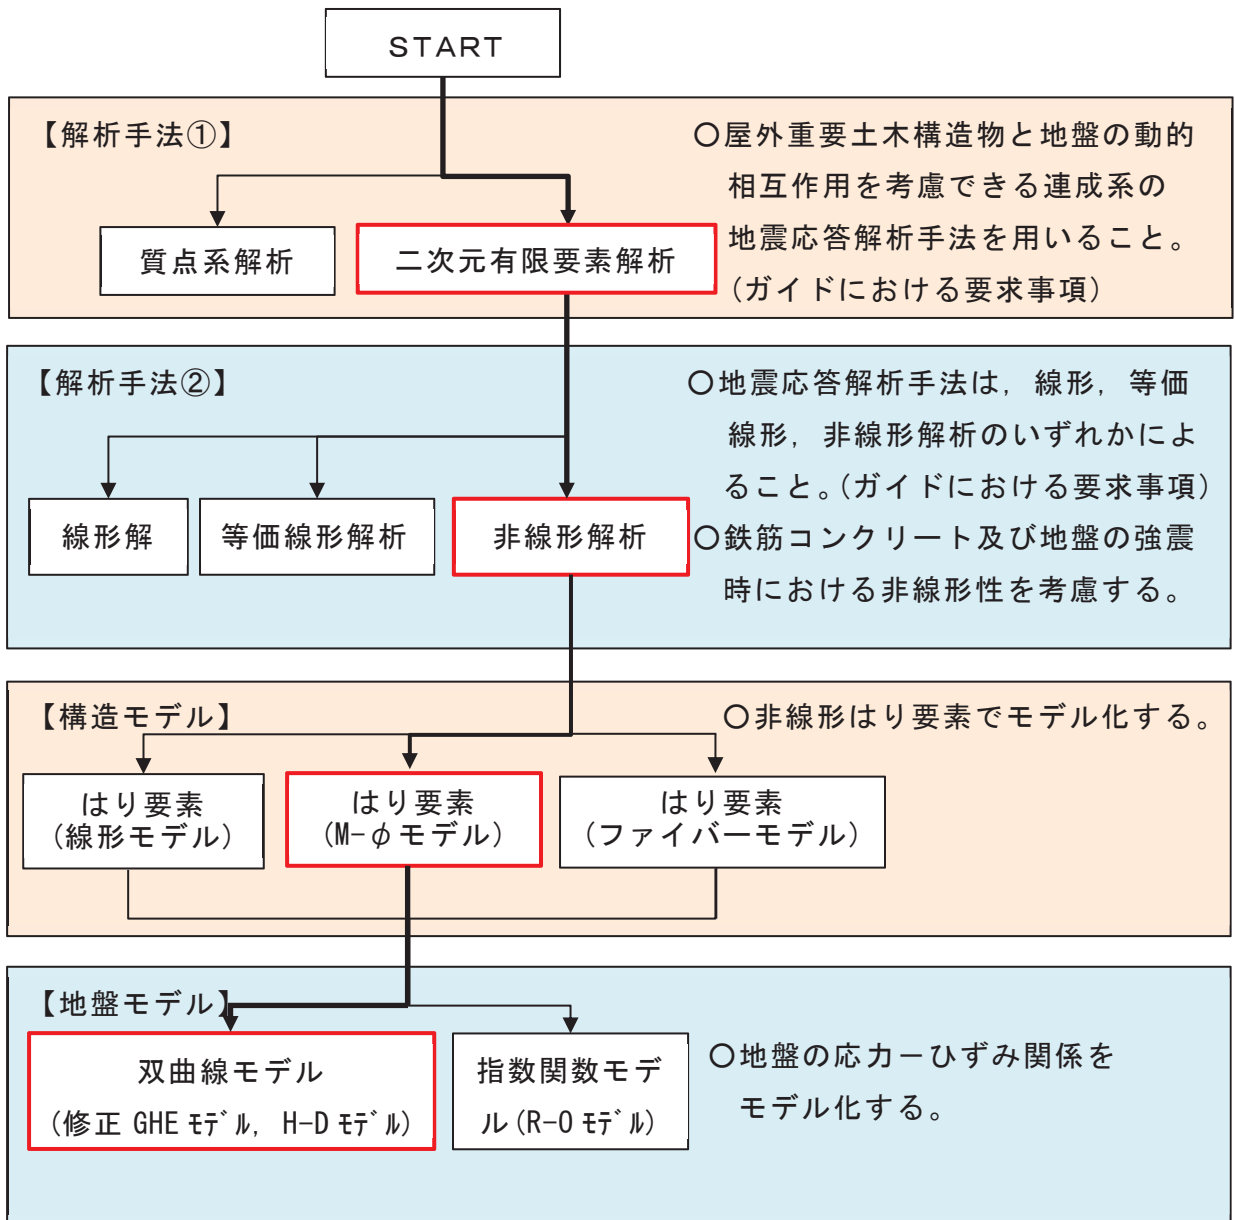 START
【解析手法①】
○屋外重要土木構造物と地盤の動的
相互作用を考慮できる連成系の
地震応答解析手法を用いること。
(ガイドにおける要求事項)
質点系解析
二次元有限要素解析
【解析手法②】
○地震応答解析手法は，線形，等価
線形，非線形解析のいずれかによ
ること。(ガイドにおける要求事項)
○鉄筋コンクリート及び地盤の強震
時における非線形性を考慮する。
線形解
等価線形解析
非線形解析
【構造モデル】
○非線形はり要素でモデル化する。
はり要素
(線形モデル)
はり要素
(M-φモデル)
はり要素
(ファイバーモデル)
【地盤モデル】
双曲線モデル
(修正 GHE ﾓﾃﾞﾙ，H-D ﾓﾃﾞﾙ)
指数関数モデ
ル(R-O ﾓﾃﾞﾙ)
○地盤の応力－ひずみ関係を
モデル化する。